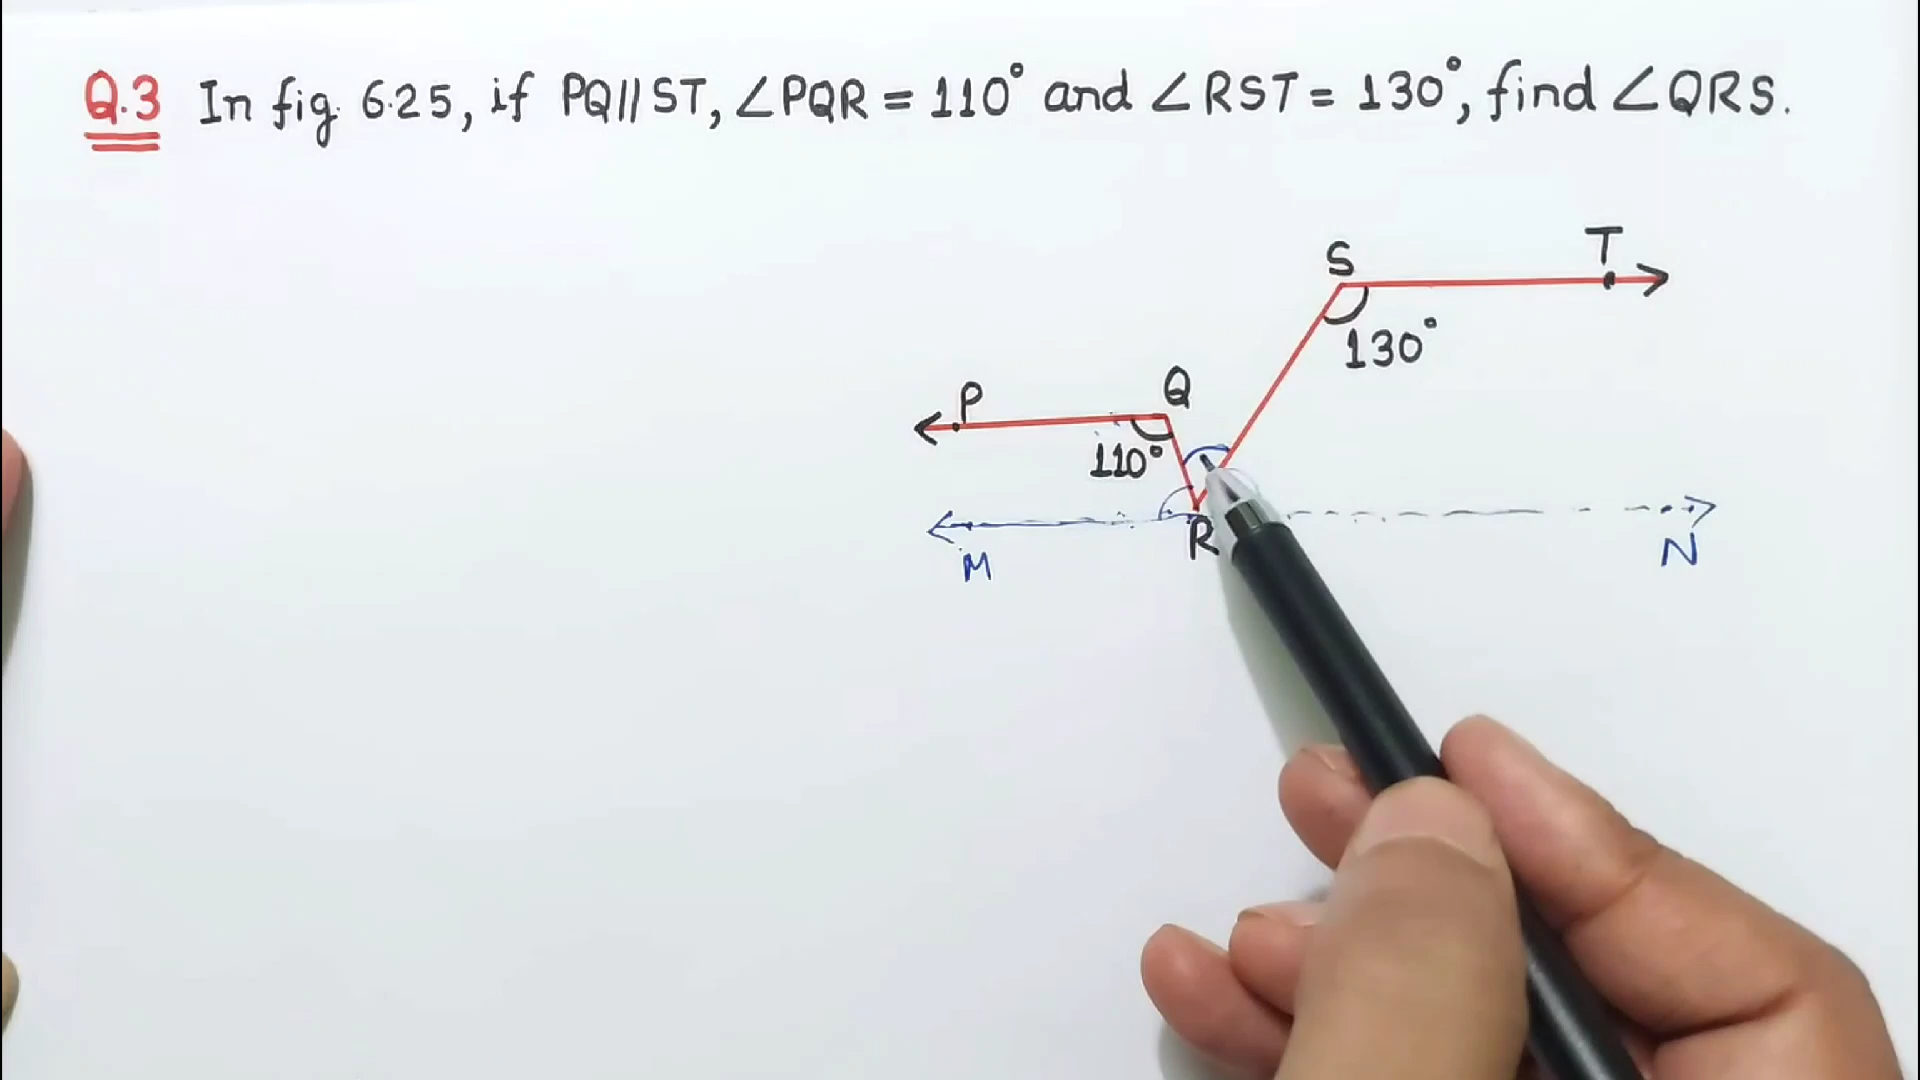 Q.3 In fig. 6.25, if PQ||ST, ∠PQR = 110° and ∠RST = 130°, find ∠QRS.
S T
130°
P Q
110°
R
M N